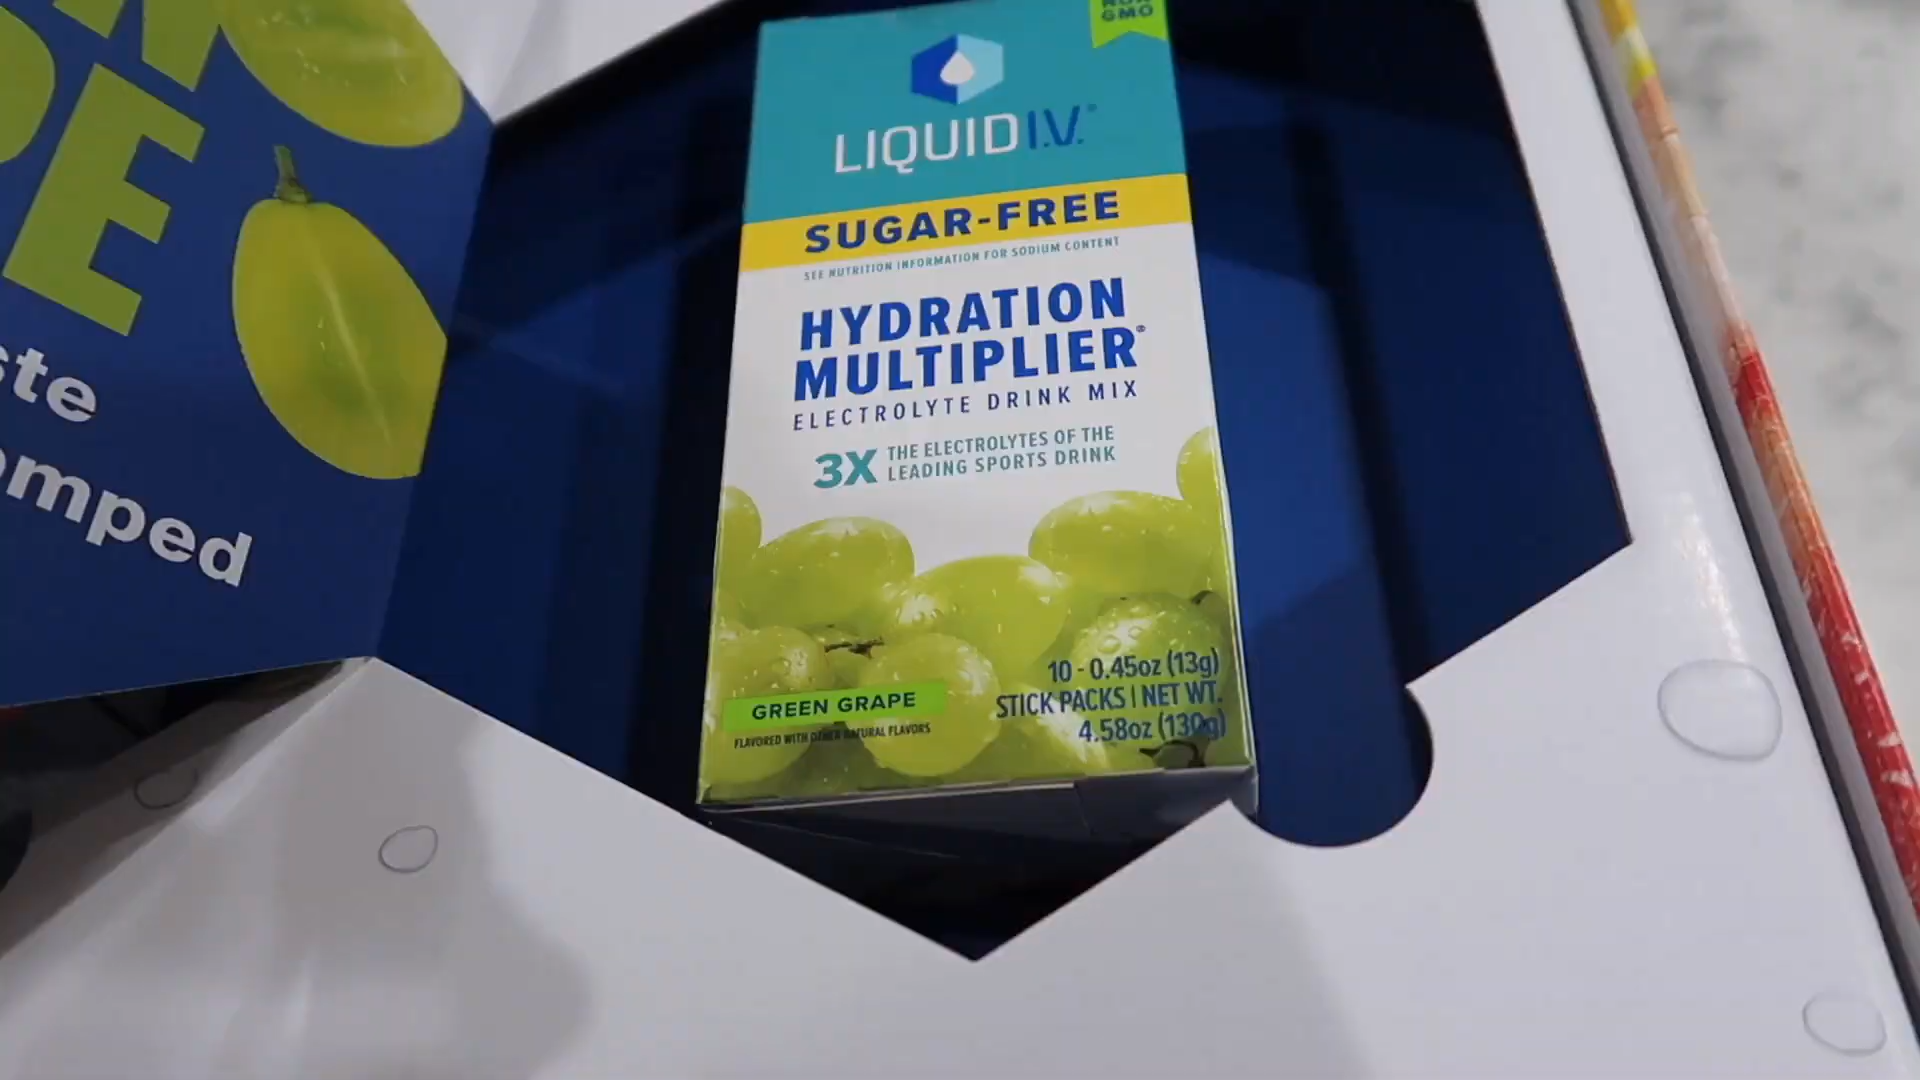 PE
ste
omped
NON
GMO
LIQUID I.V.®
SUGAR-FREE
SEE NUTRITION INFORMATION FOR SODIUM CONTENT
HYDRATION
MULTIPLIER®
ELECTROLYTE DRINK MIX
3X THE ELECTROLYTES OF THE
LEADING SPORTS DRINK
10 - 0.45oz (13g)
STICK PACKS | NET WT.
4.58oz (130g)
GREEN GRAPE
FLAVORED WITH OTHER NATURAL FLAVORS